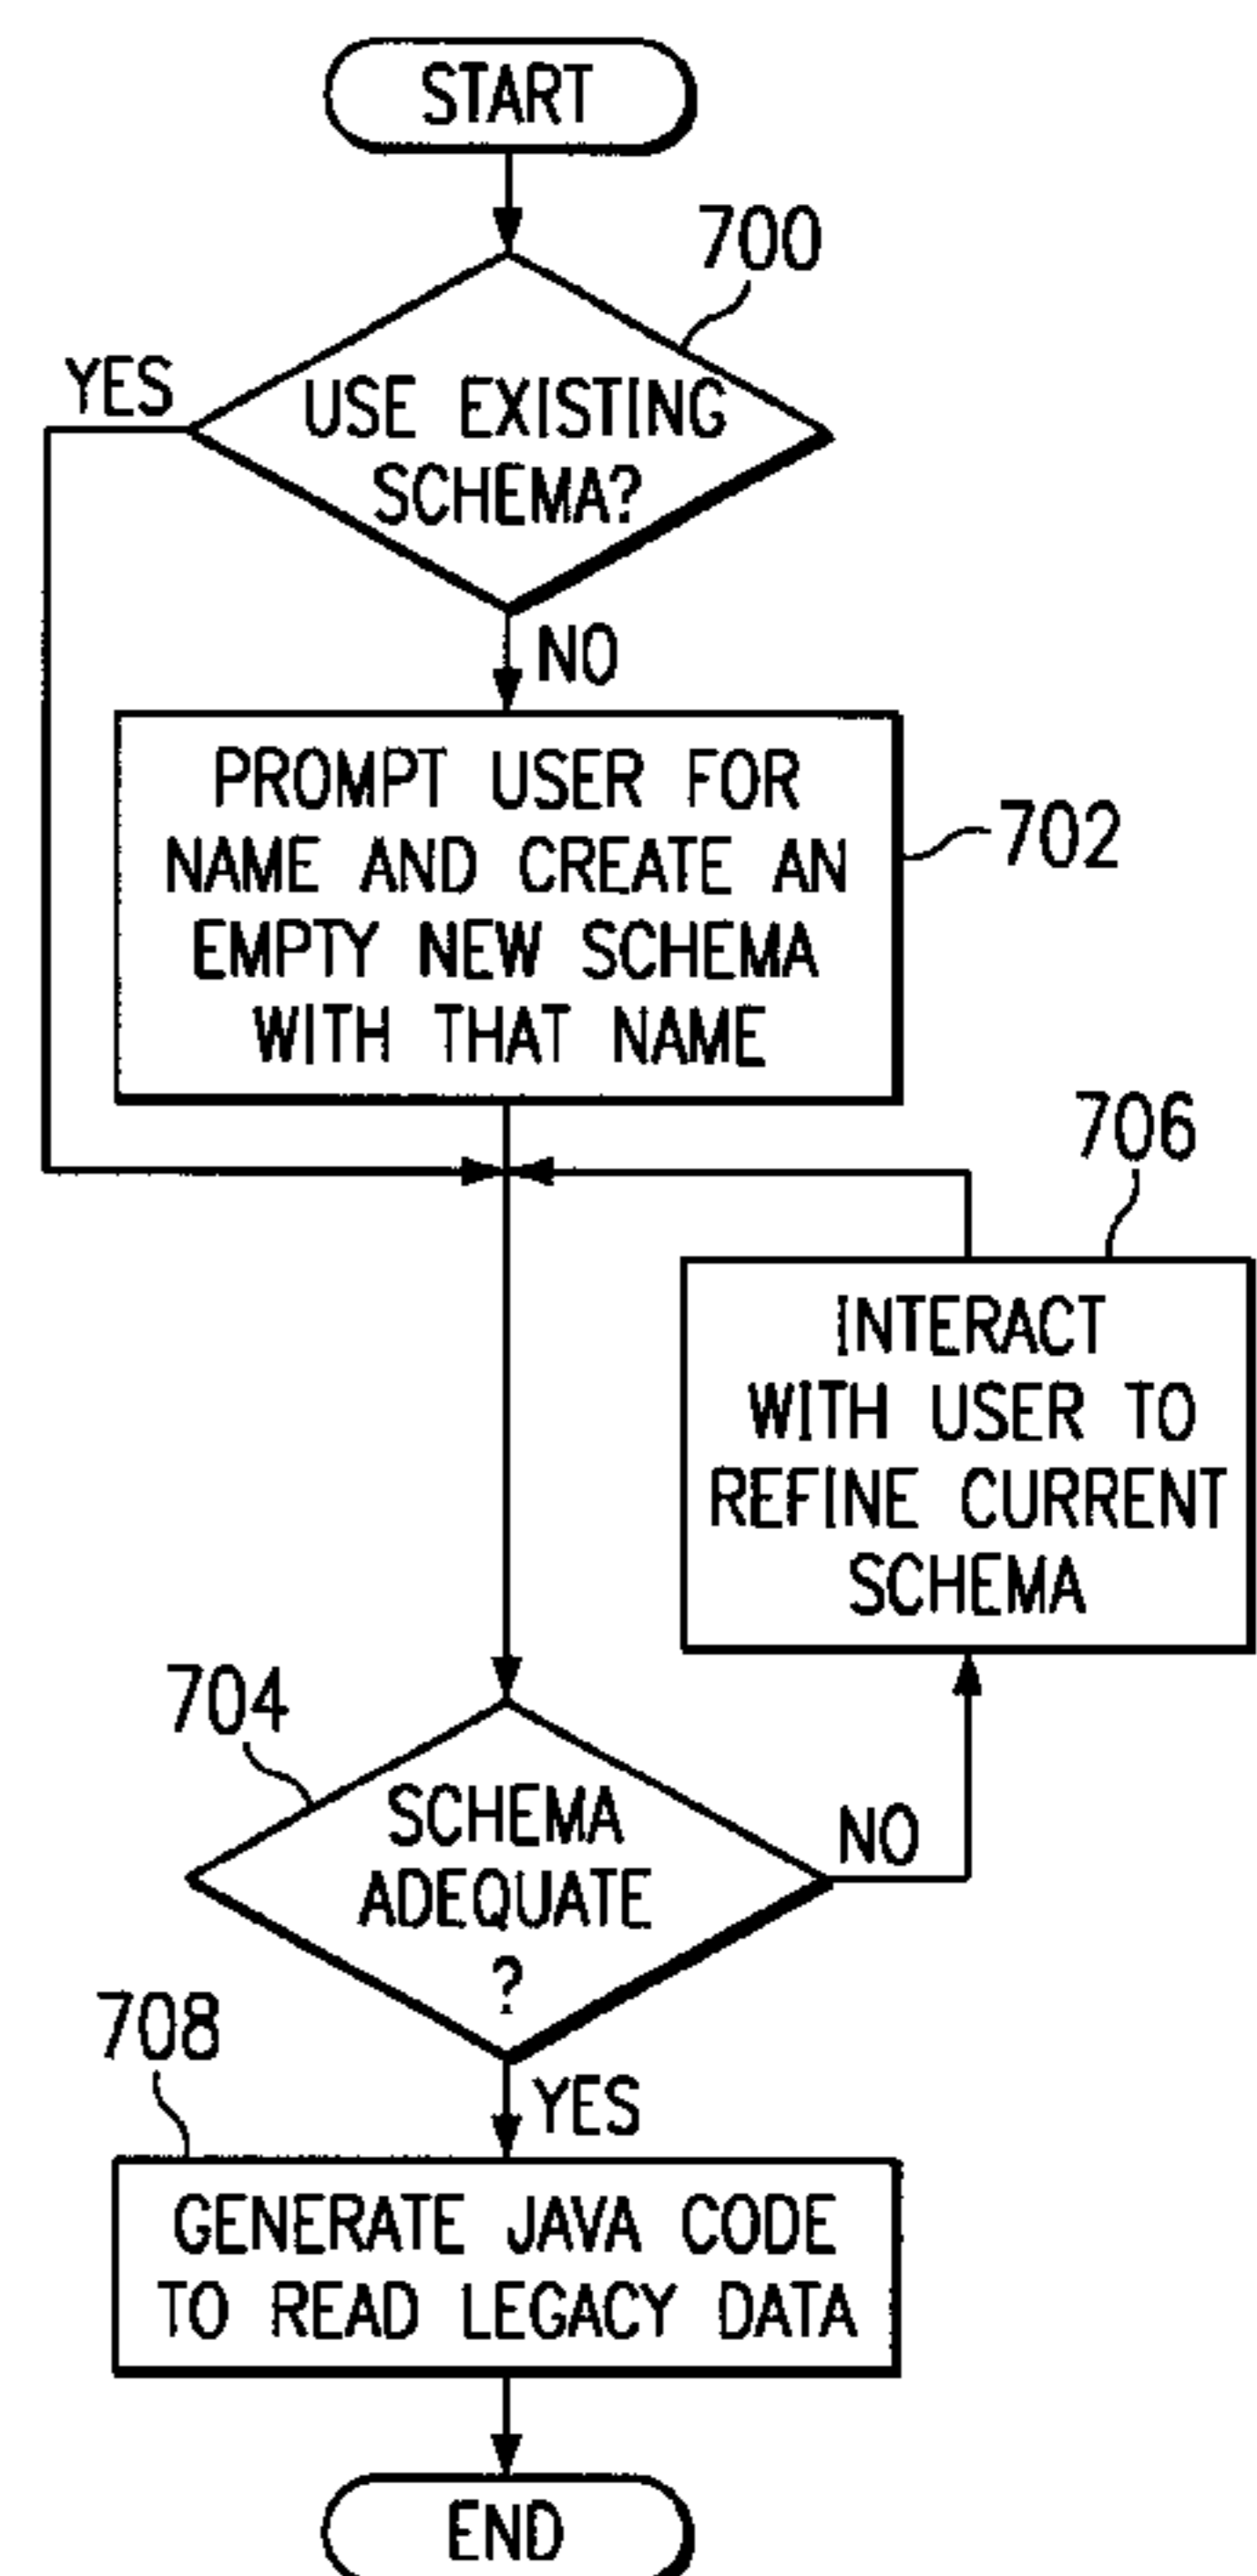 START
700
YES
USE EXISTING
SCHEMA?
NO
PROMPT USER FOR
NAME AND CREATE AN
EMPTY NEW SCHEMA
WITH THAT NAME
702
706
INTERACT
WITH USER TO
REFINE CURRENT
SCHEMA
704
SCHEMA
ADEQUATE
?
NO
708
YES
GENERATE JAVA CODE
TO READ LEGACY DATA
END